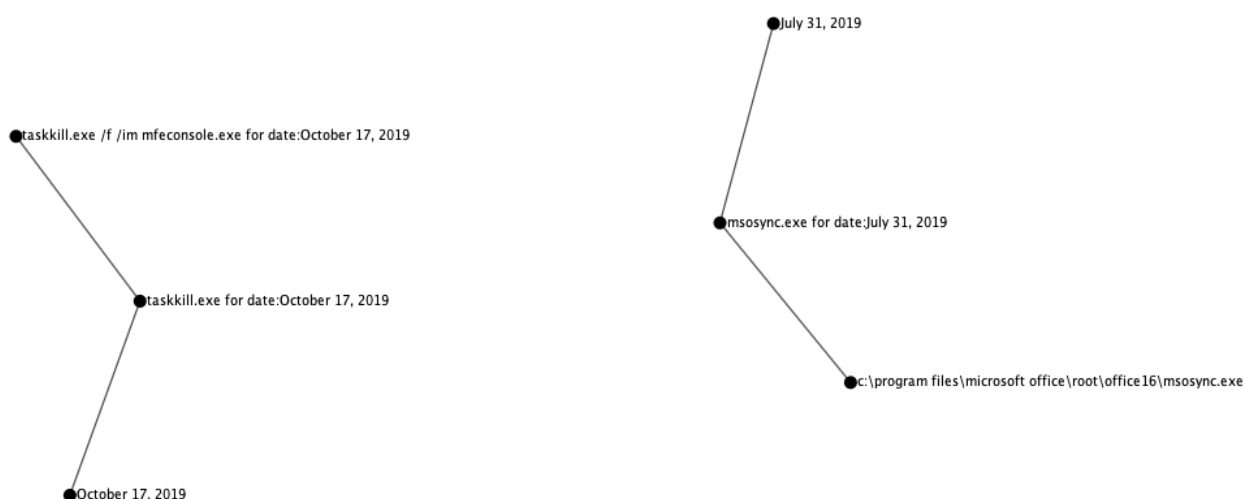 July 31, 2019
taskkill.exe /f /im mfeconsole.exe for date:October 17, 2019
msosync.exe for date:July 31, 2019
taskkill.exe for date:October 17, 2019
c:\program files\microsoft office\root\office16\msosync.exe
October 17, 2019